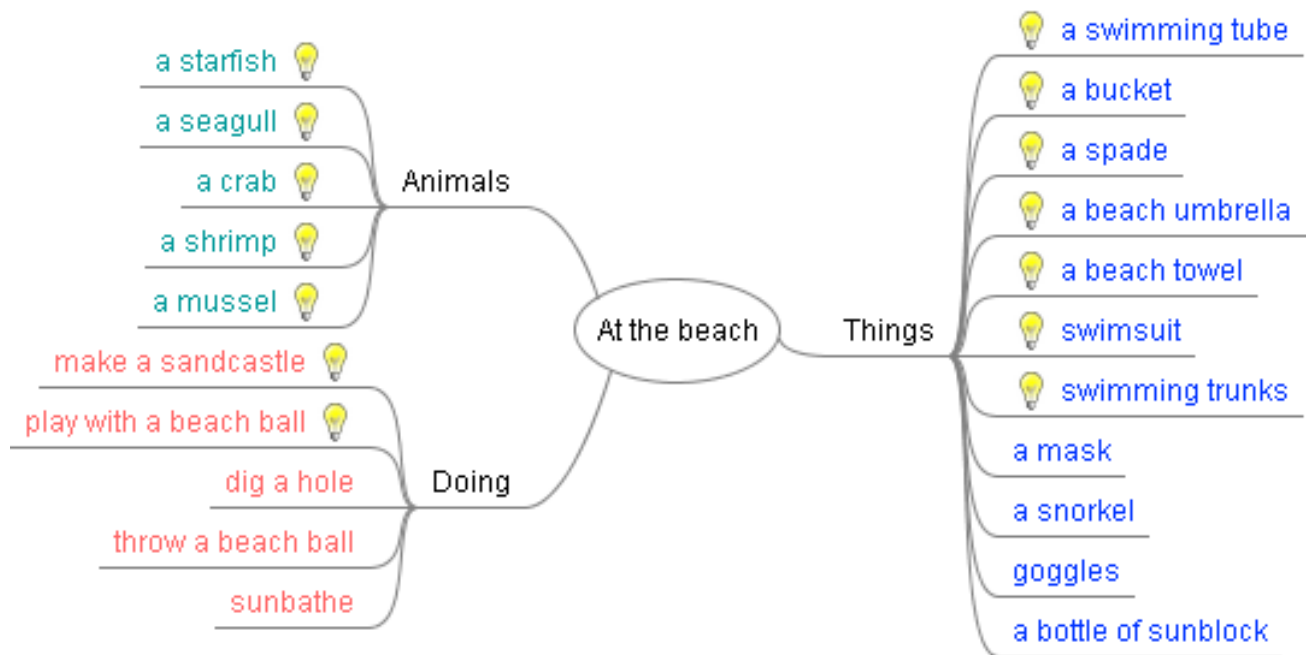 At the beach
Animals
a starfish
a seagull
a crab
a shrimp
a mussel
Doing
make a sandcastle
play with a beach ball
dig a hole
throw a beach ball
sunbathe
Things
a swimming tube
a bucket
a spade
a beach umbrella
a beach towel
swimsuit
swimming trunks
a mask
a snorkel
goggles
a bottle of sunblock